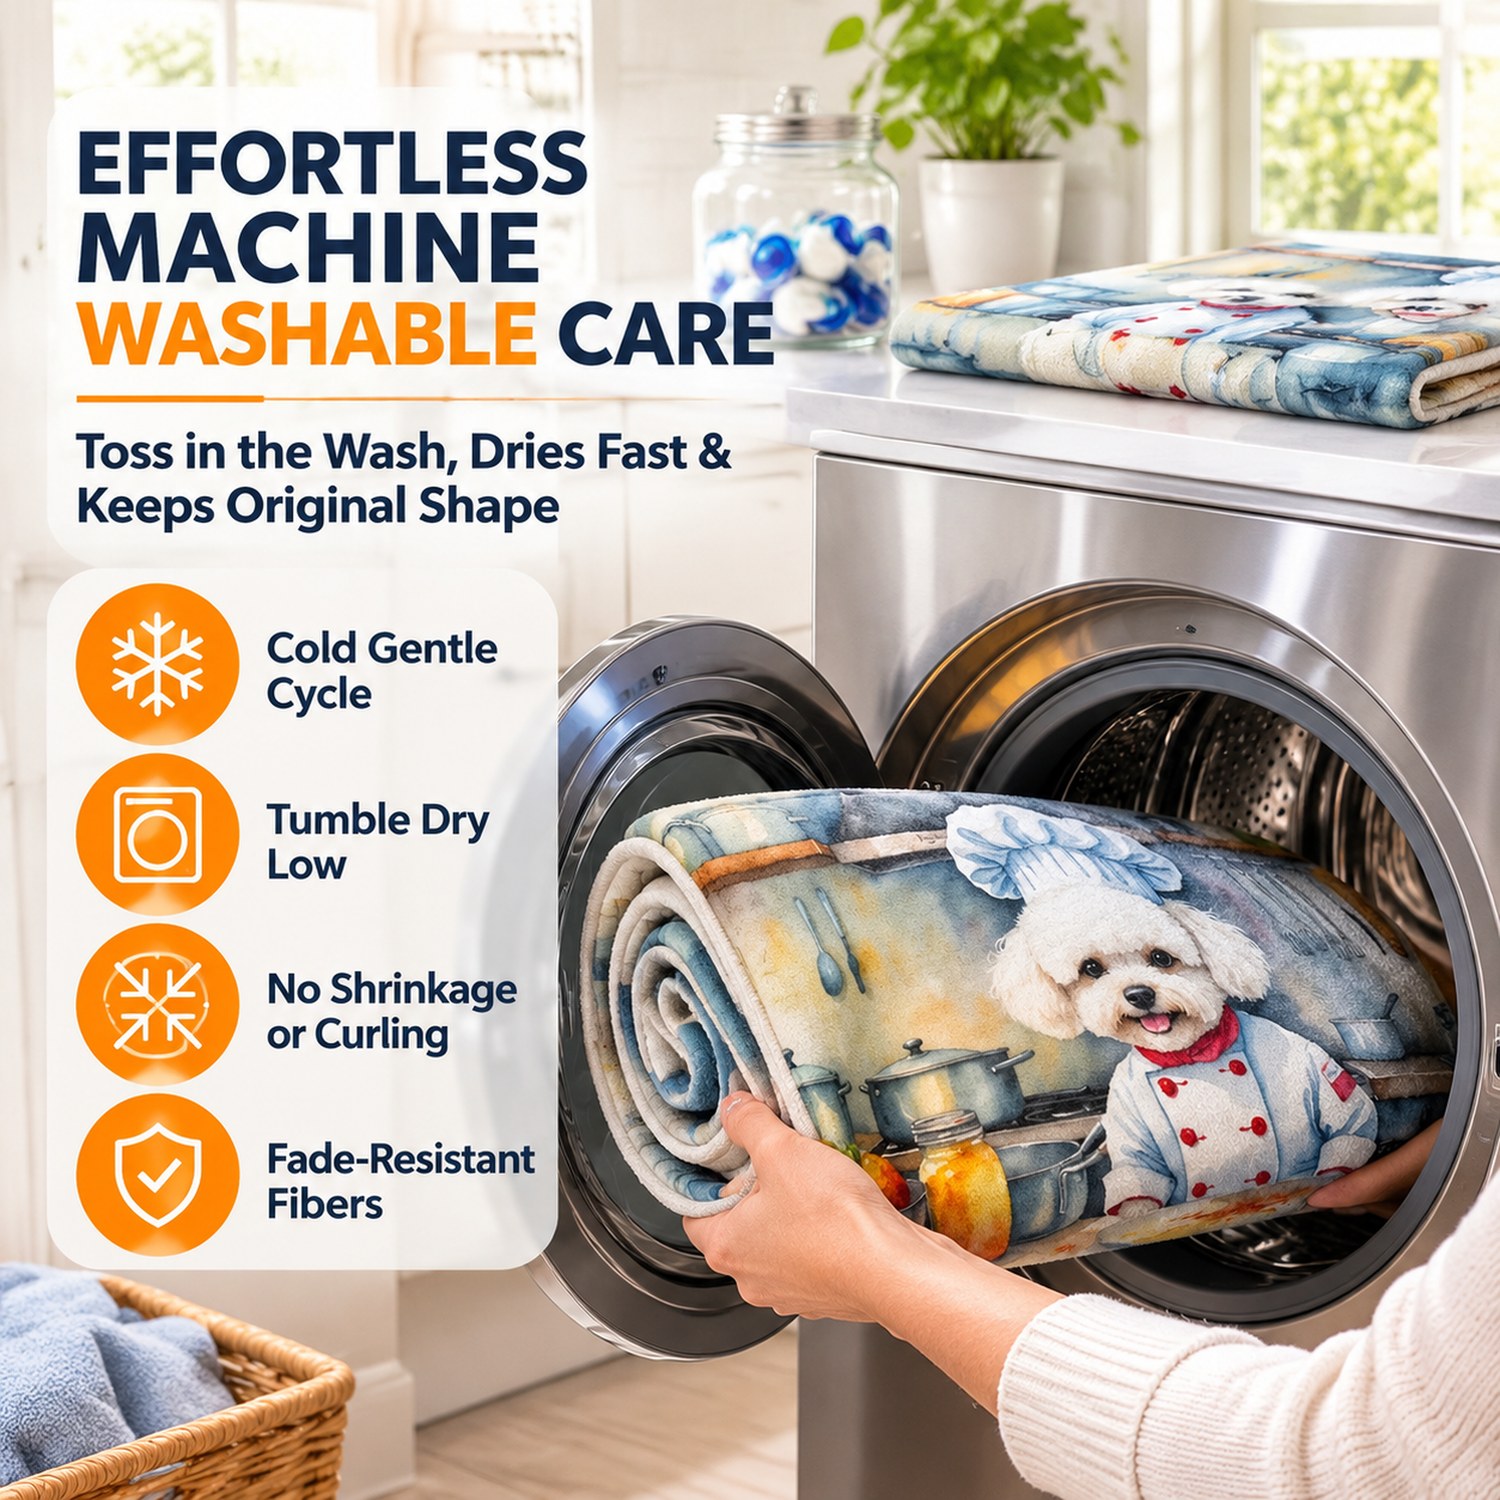 EFFORTLESS
MACHINE
WASHABLE CARE
Toss in the Wash, Dries Fast &
Keeps Original Shape
Cold Gentle
Cycle
Tumble Dry
Low
No Shrinkage
or Curling
Fade-Resistant
Fibers